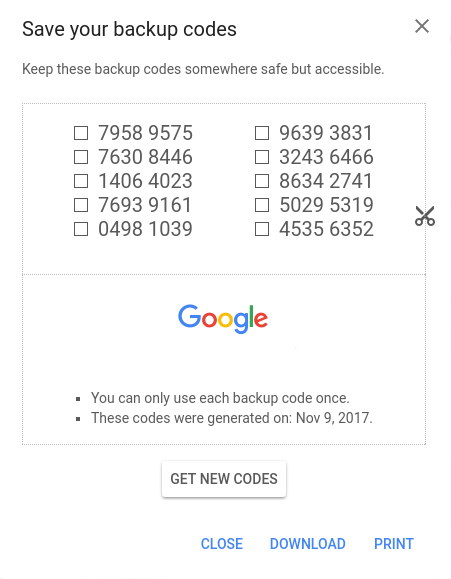 Save your backup codes
Keep these backup codes somewhere safe but accessible.
7958 9575 9639 3831
7630 8446 3243 6466
1406 4023 8634 2741
7693 9161 5029 5319
0498 1039 4535 6352
Google
You can only use each backup code once.
These codes were generated on: Nov 9, 2017.
GET NEW CODES
CLOSE DOWNLOAD PRINT